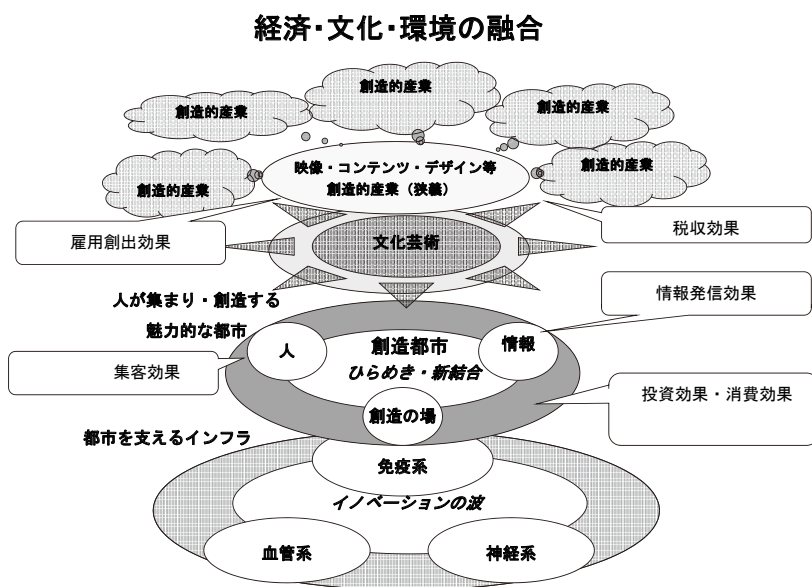 経済・文化・環境の融合
創造的産業
創造的産業
創造的産業
創造的産業
創造的産業
映像・コンテンツ・デザイン等
創造的産業（狭義）
雇用創出効果
文化芸術
税収効果
人が集まり・創造する
魅力的な都市
情報発信効果
人
創造都市
ひらめき・新結合
情報
集客効果
創造の場
投資効果・消費効果
都市を支えるインフラ
免疫系
イノベーションの波
血管系
神経系